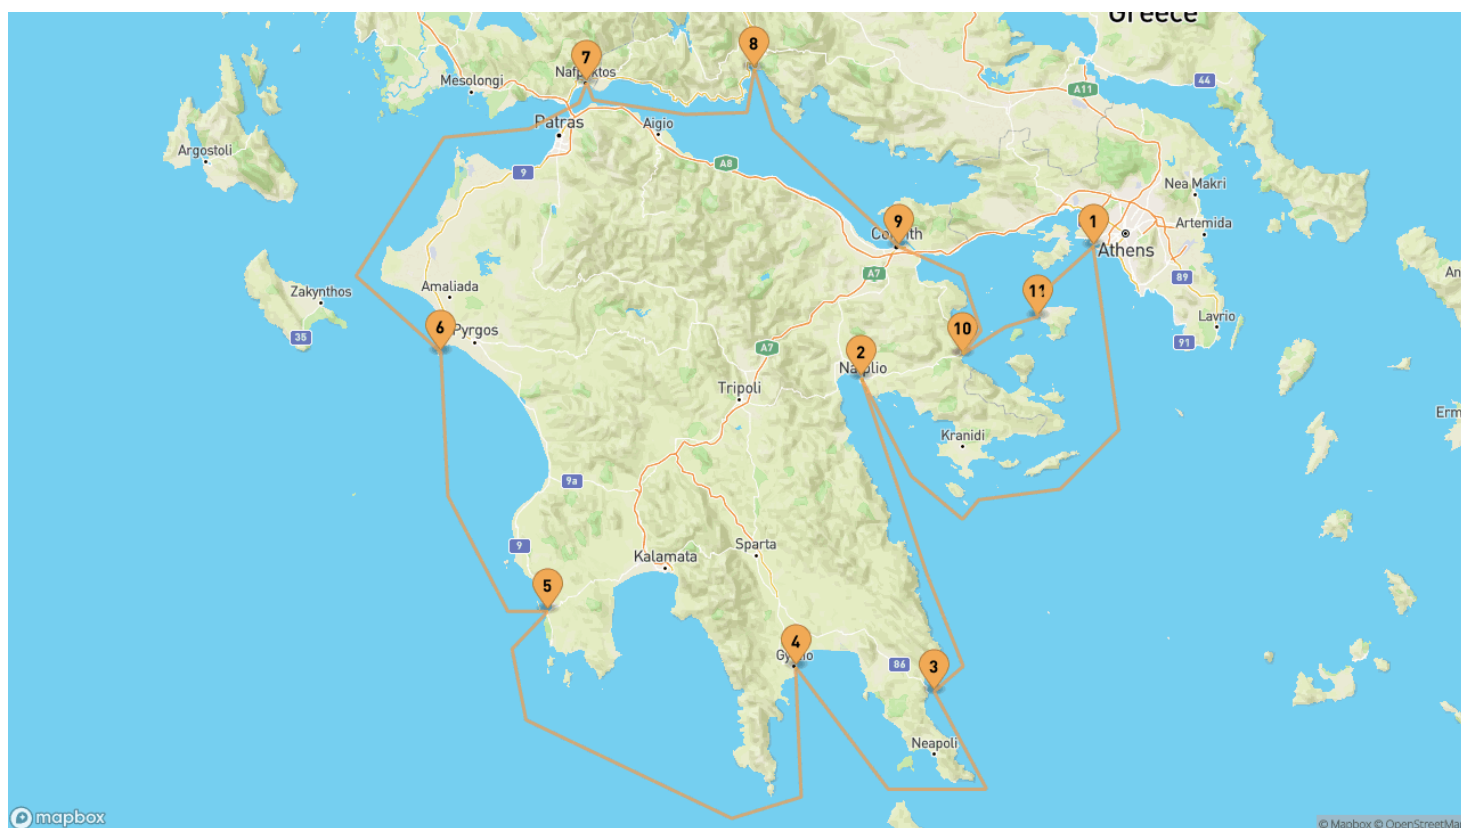 Greece
8
7
44
Nafpaktos
Mesolongi
A11
Patras
Aigio
Argostoli
A8
9
Nea Makri
9
1
Artemida
Corinth
Athens
A7
89
Amaliada
Zakynthos
11
Lavrio
35
6
Pyrgos
10
91
A7
2
Nafplio
Tripoli
Kranidi
9a
9
Sparta
Kalamata
5
4
Gythio
86
3
Neapoli
mapbox
© Mapbox © OpenStreetMap